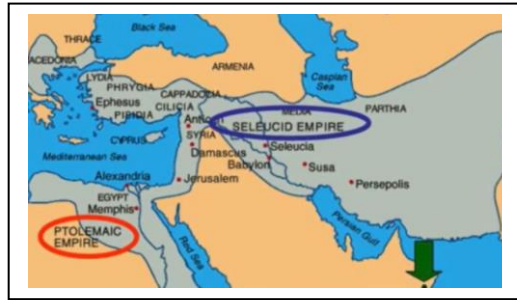 Black Sea
THRACE
ACEDONIA
ARMENIA
Caspian
Sea
LYDIA
PHRYGIA
CAPPADOCIA
Ephesus
CILICIA
PISIDIA
MEDIA
PARTHIA
Antioch
SELEUCID EMPIRE
SYRIA
CYPRUS
Seleucia
Mediterranean Sea
Damascus
Babylon
Susa
Alexandria
Jerusalem
Persepolis
EGYPT
Memphis
PTOLEMAIC
EMPIRE
Red Sea
Persian Gulf